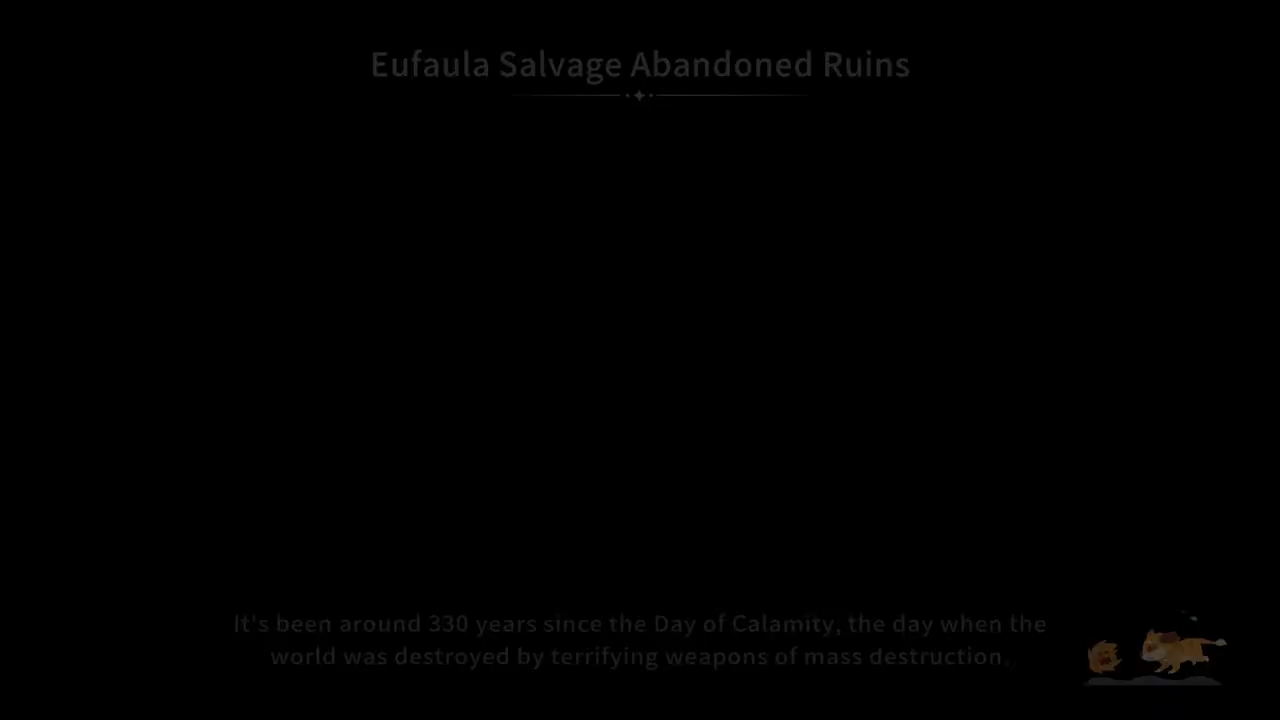 Eufaula Salvage Abandoned Ruins
It's been around 330 years since the Day of Calamity, the day when the
world was destroyed by terrifying weapons of mass destruction.